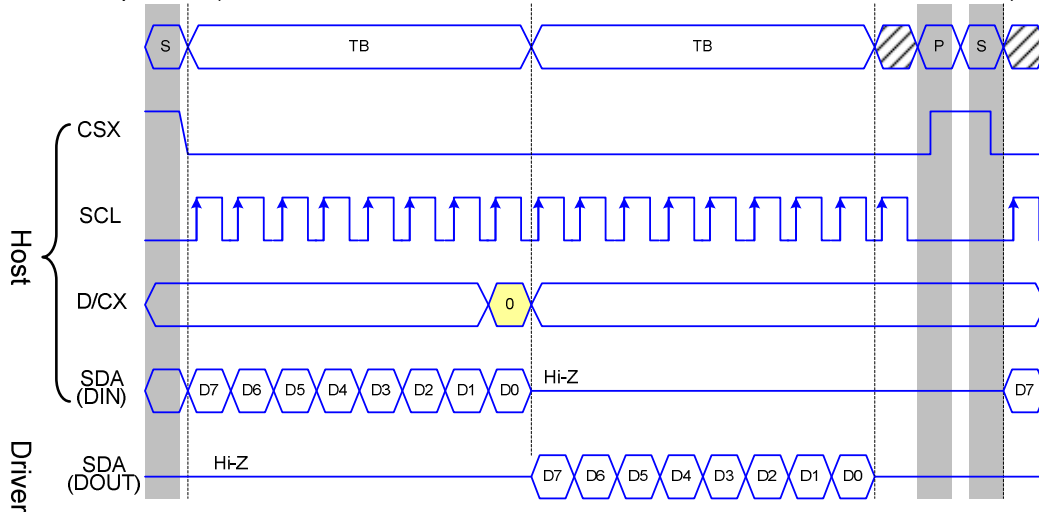 S TB TB P S
CSX
SCL
Host
D/CX 0
SDA
(DIN) D7 D6 D5 D4 D3 D2 D1 D0 Hi-Z D7
Driver
SDA
(DOUT) Hi-Z D7 D6 D5 D4 D3 D2 D1 D0